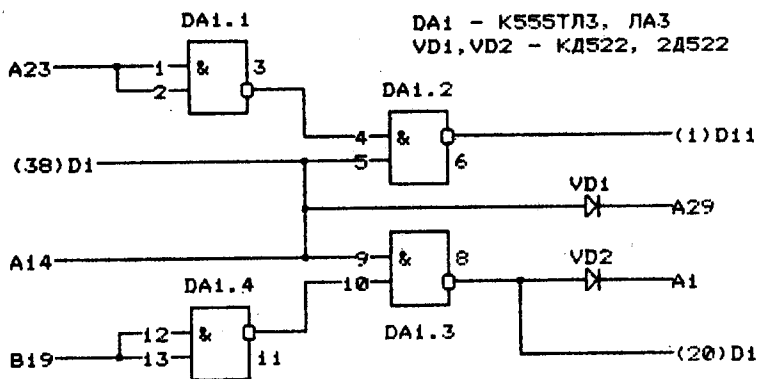 DA1.1
DA1 - К555ТЛ3, ЛА3
VD1,VD2 - КД522, 2Д522
A23
1
&
3
2
DA1.2
4
&
(1)D11
(38)D1
5
6
VD1
A29
A14
9
&
8
VD2
DA1.4
10
A1
12
&
DA1.3
B19
13
11
(20)D1